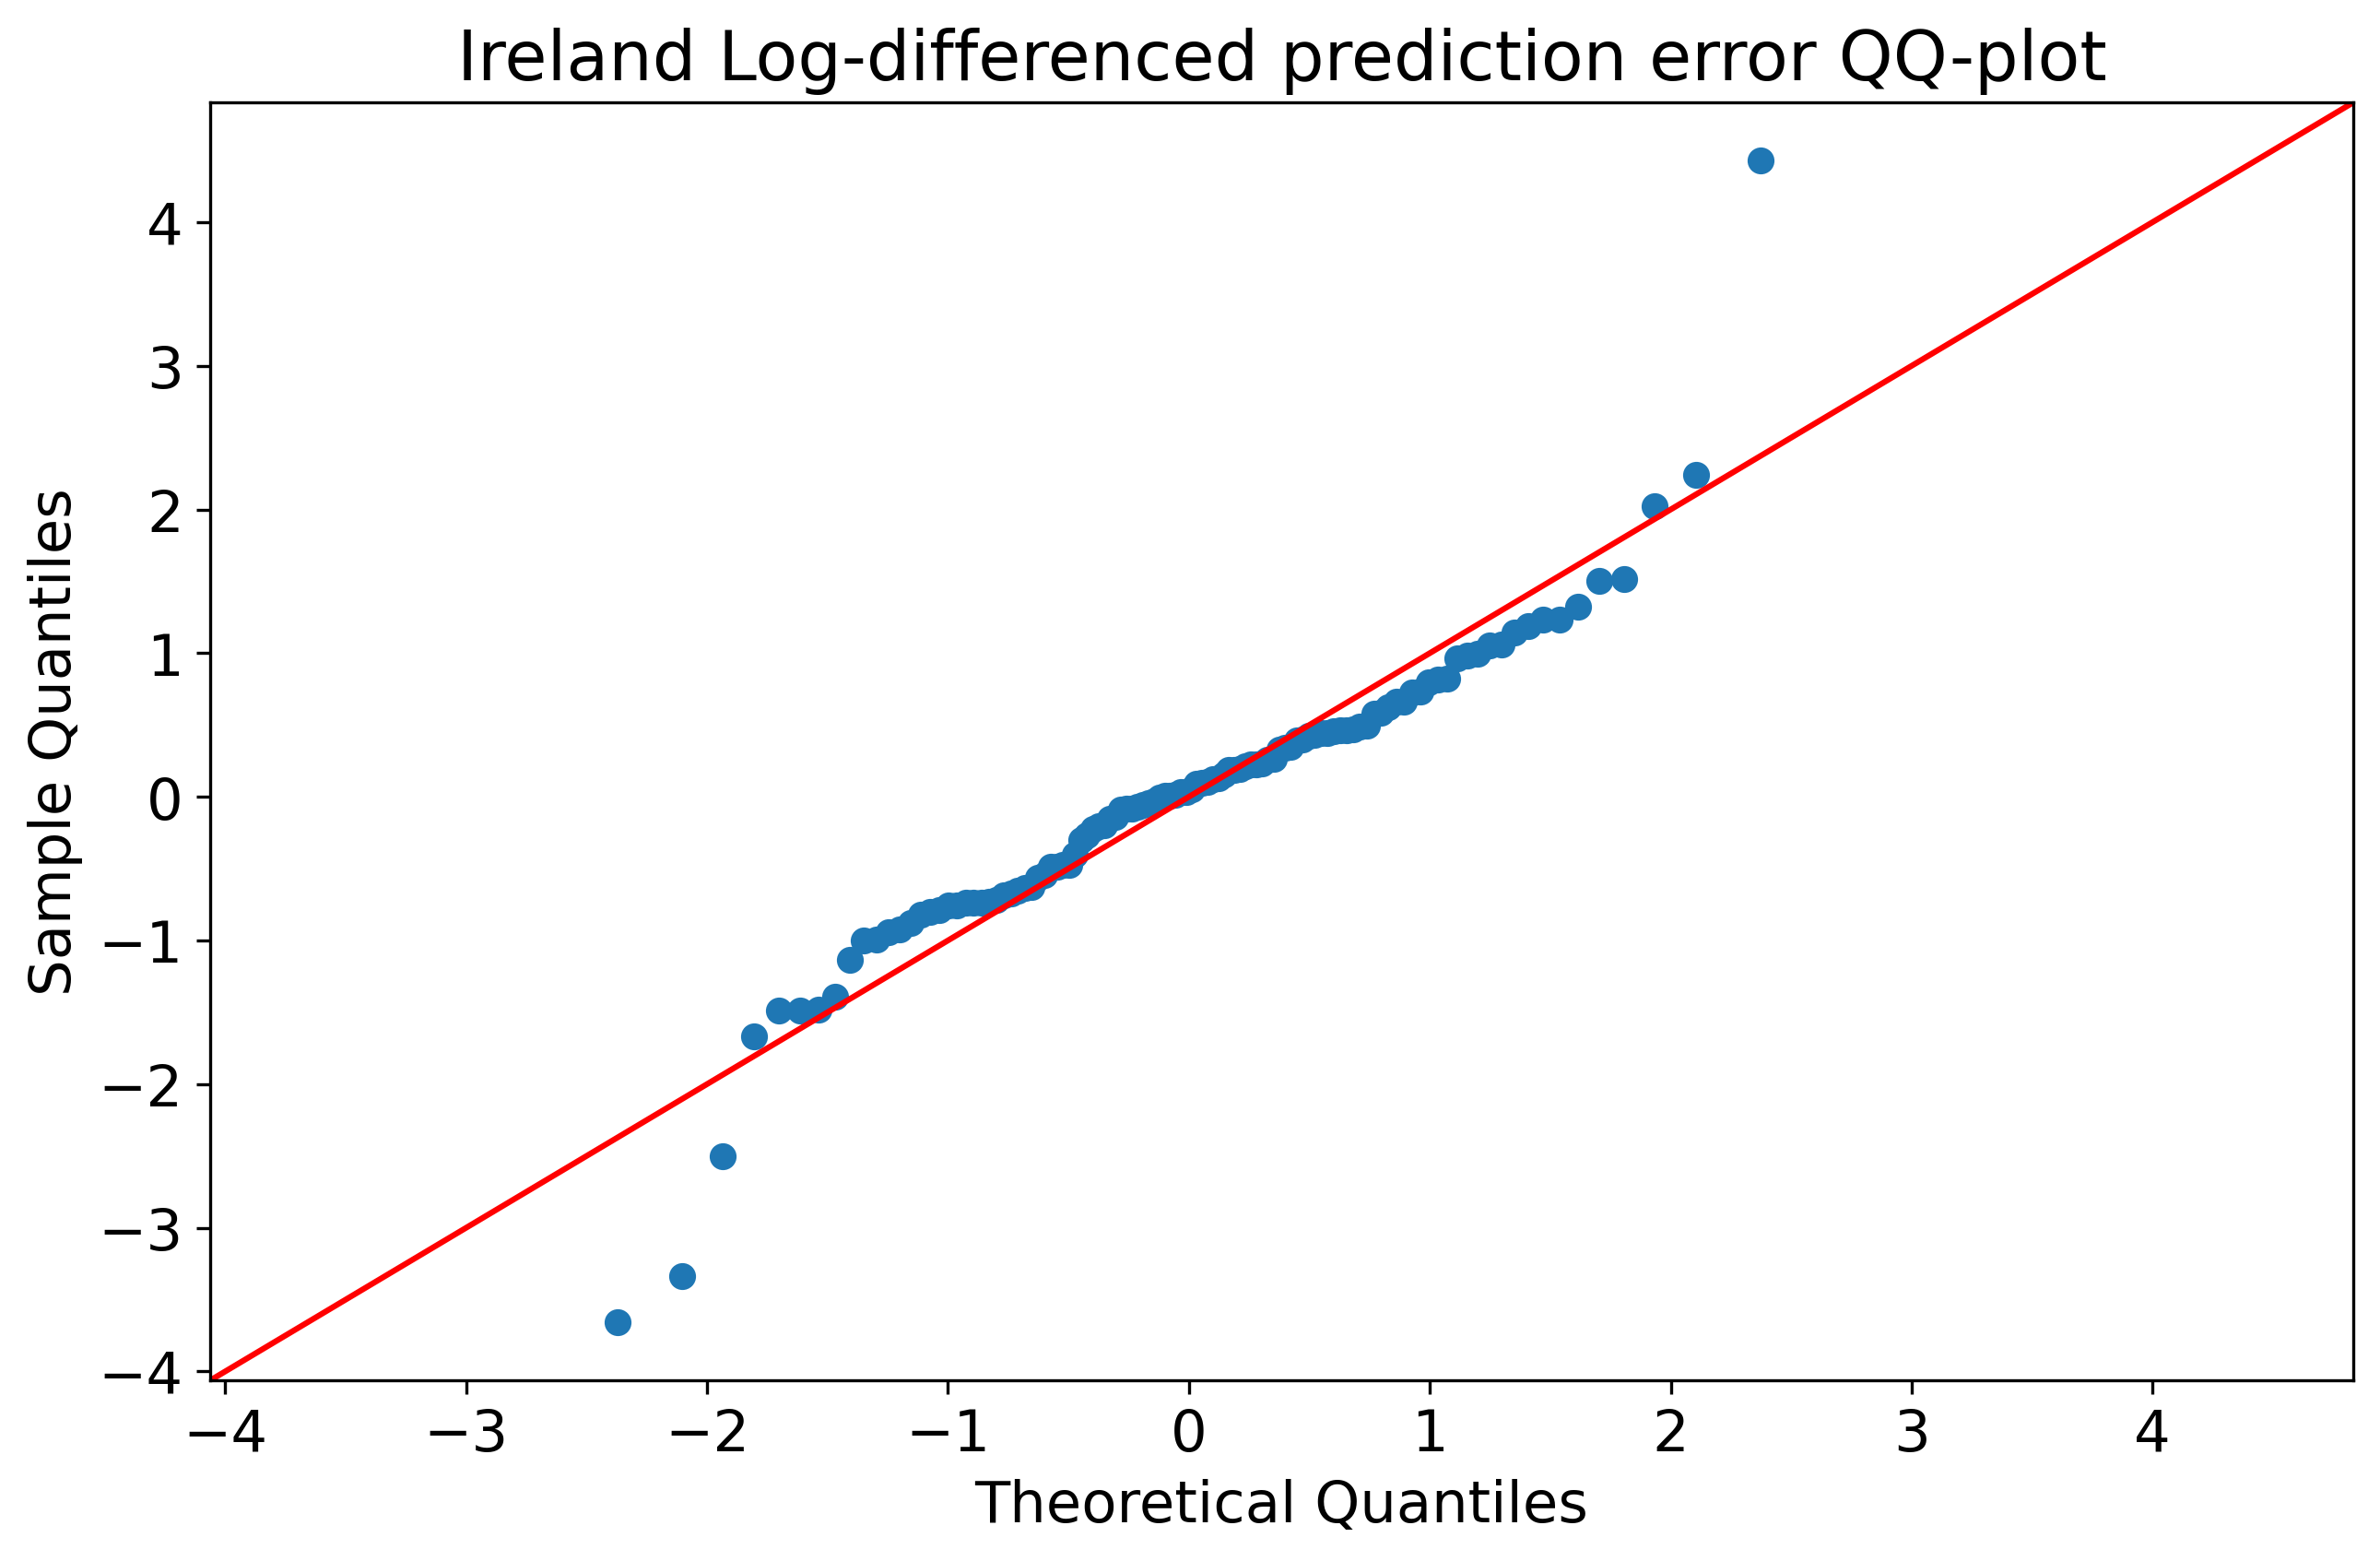 Ireland Log-differenced prediction error QQ-plot
4
3
2
1
0
−1
−2
−3
−4
Sample Quantiles
−4 −3 −2 −1 0 1 2 3 4
Theoretical Quantiles